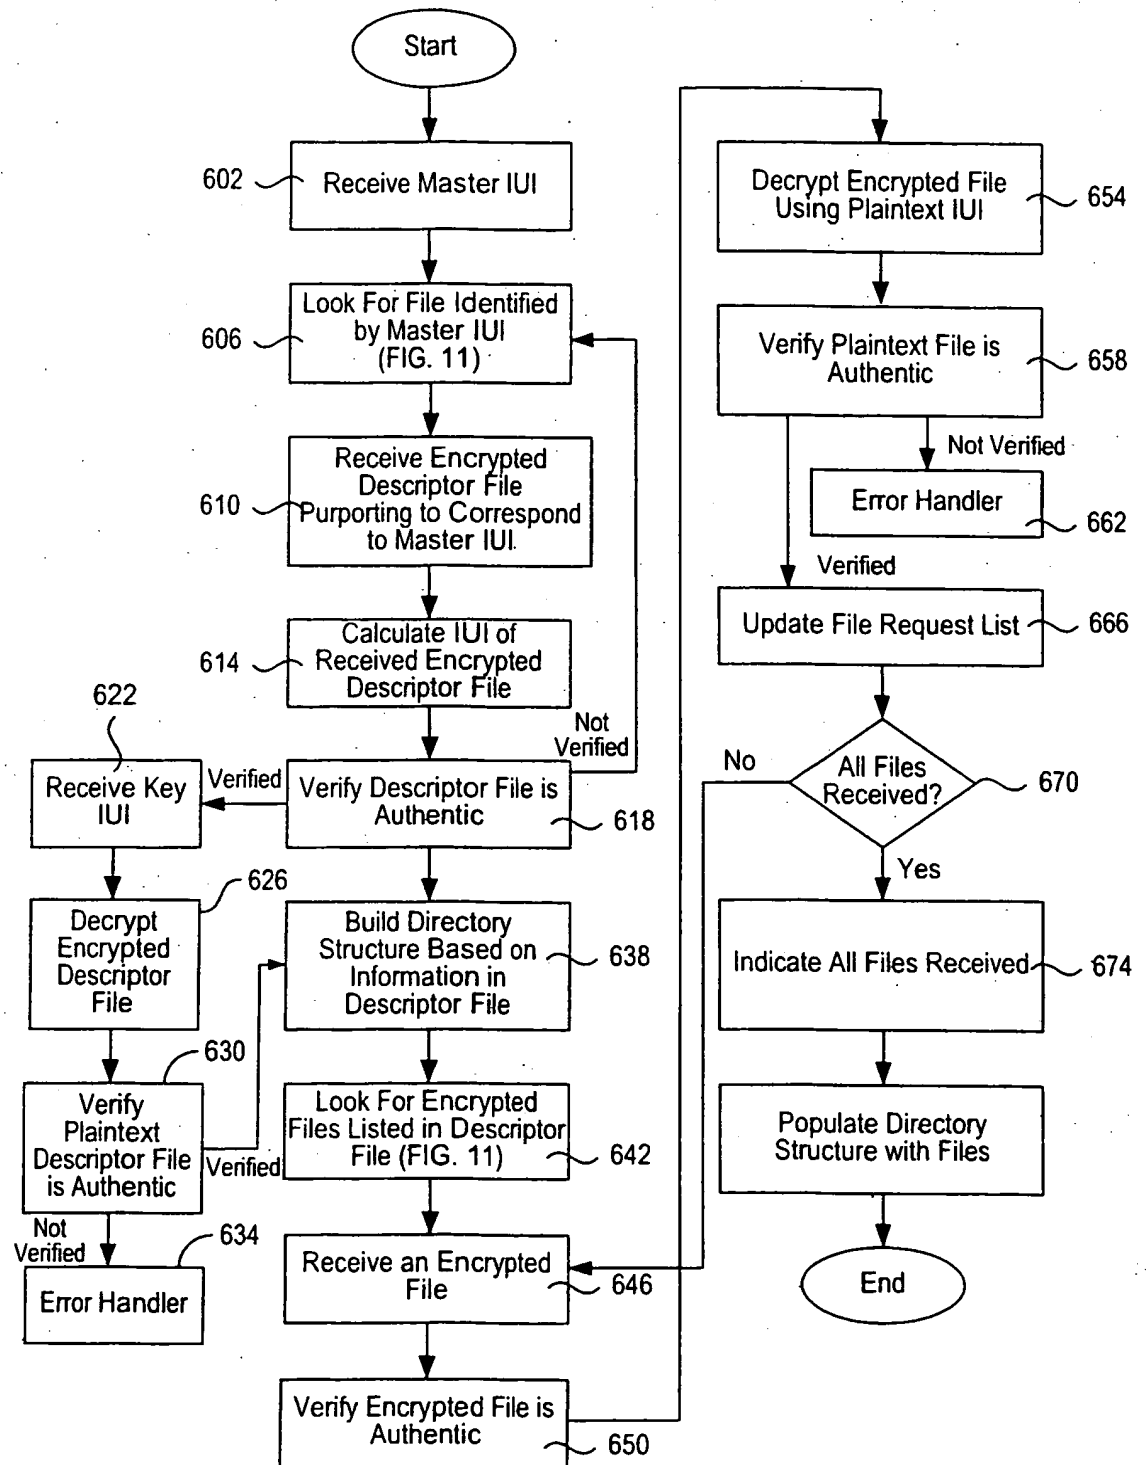 Start
602
Receive Master IUI
606
Look For File Identified
by Master IUI
(FIG. 11)
610
Receive Encrypted
Descriptor File
Purporting to Correspond
to Master IUI.
614
Calculate IUI of
Received Encrypted
Descriptor File
Not
Verified
622
Receive Key
IUI
Verified
Verify Descriptor File is
Authentic
618
626
Decrypt
Encrypted
Descriptor
File
Build Directory
Structure Based on
Information in
Descriptor File
638
630
Verify
Plaintext
Descriptor File
is Authentic
Verified
Not
Verified
634
Error Handler
Look For Encrypted
Files Listed in Descriptor
File (FIG. 11)
642
Receive an Encrypted
File
646
Verify Encrypted File is
Authentic
650
Decrypt Encrypted File
Using Plaintext IUI
654
Verify Plaintext File is
Authentic
658
Not Verified
Error Handler
662
Verified
Update File Request List
666
No
All Files
Received?
670
Yes
Indicate All Files Received
674
Populate Directory
Structure with Files
End